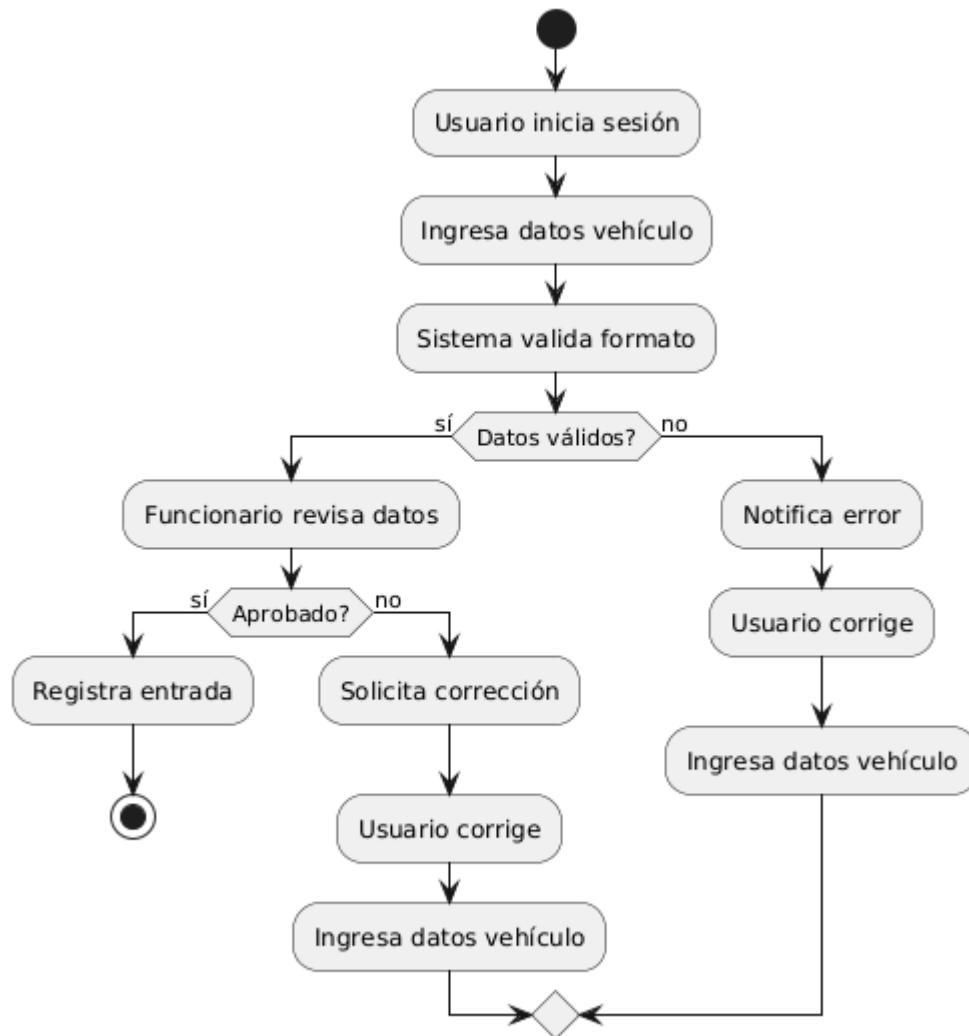 Usuario inicia sesión
Ingresa datos vehículo
Sistema valida formato
sí
Datos válidos?
no
Funcionario revisa datos
Notifica error
sí
Aprobado?
no
Usuario corrige
Registra entrada
Solicita corrección
Ingresa datos vehículo
Usuario corrige
Ingresa datos vehículo